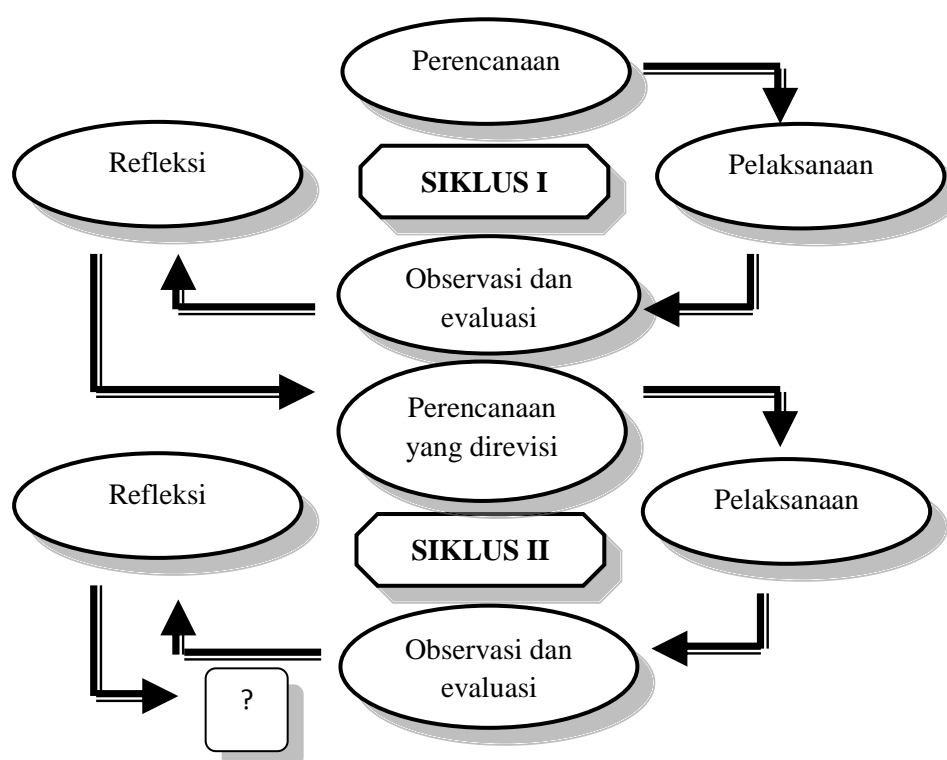 Perencanaan
Refleksi
SIKLUS I
Pelaksanaan
Observasi dan
evaluasi
Perencanaan
yang direvisi
Refleksi
Pelaksanaan
SIKLUS II
Observasi dan
evaluasi
?